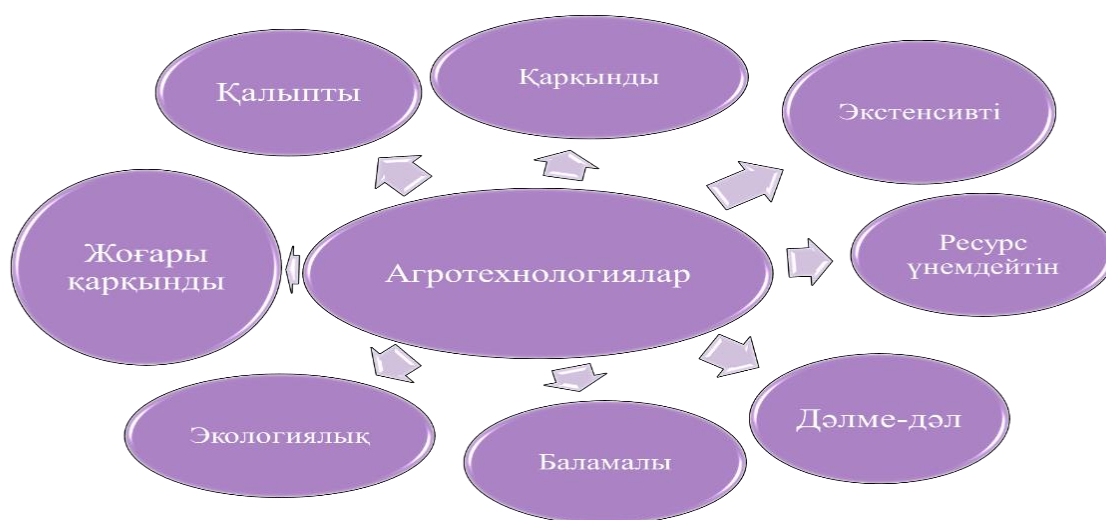 Қалыпты
Қарқынды
Экстенсивті
Жоғары
қарқынды
Агротехнологиялар
Ресурс
үнемдейтін
Экологиялық
Баламалы
Дәлме-дәл